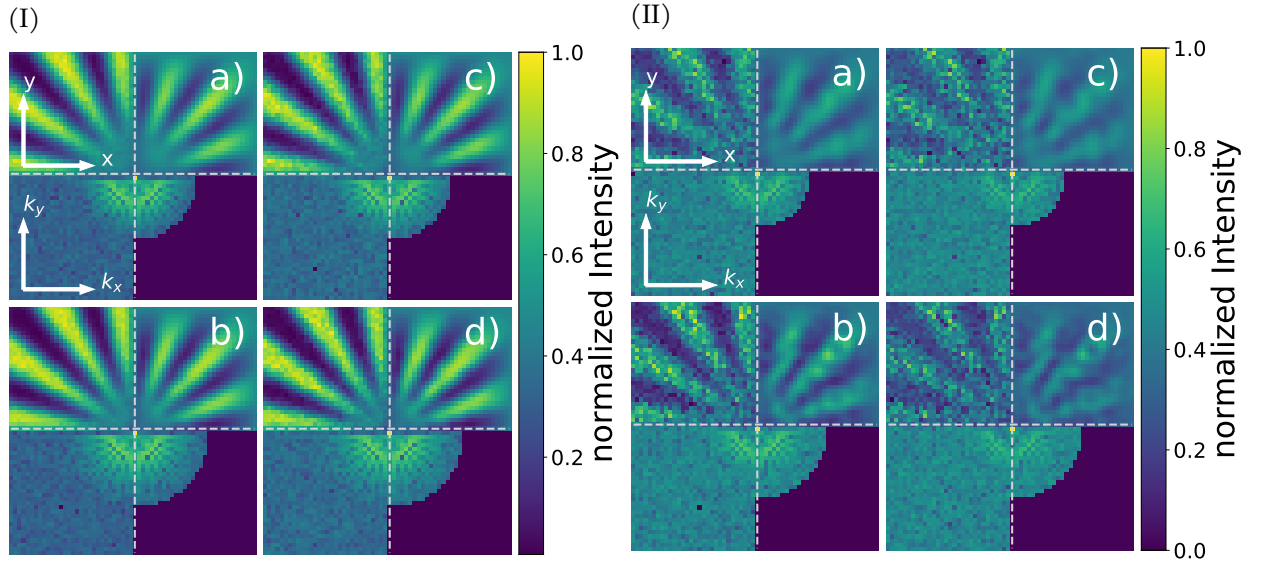 (I)
(II)
a)
c)
y
x
k_y
k_x
b)
d)
1.0
0.8
0.6
0.4
0.2
normalized Intensity
a)
c)
y
x
k_y
k_x
b)
d)
1.0
0.8
0.6
0.4
0.2
0.0
normalized Intensity